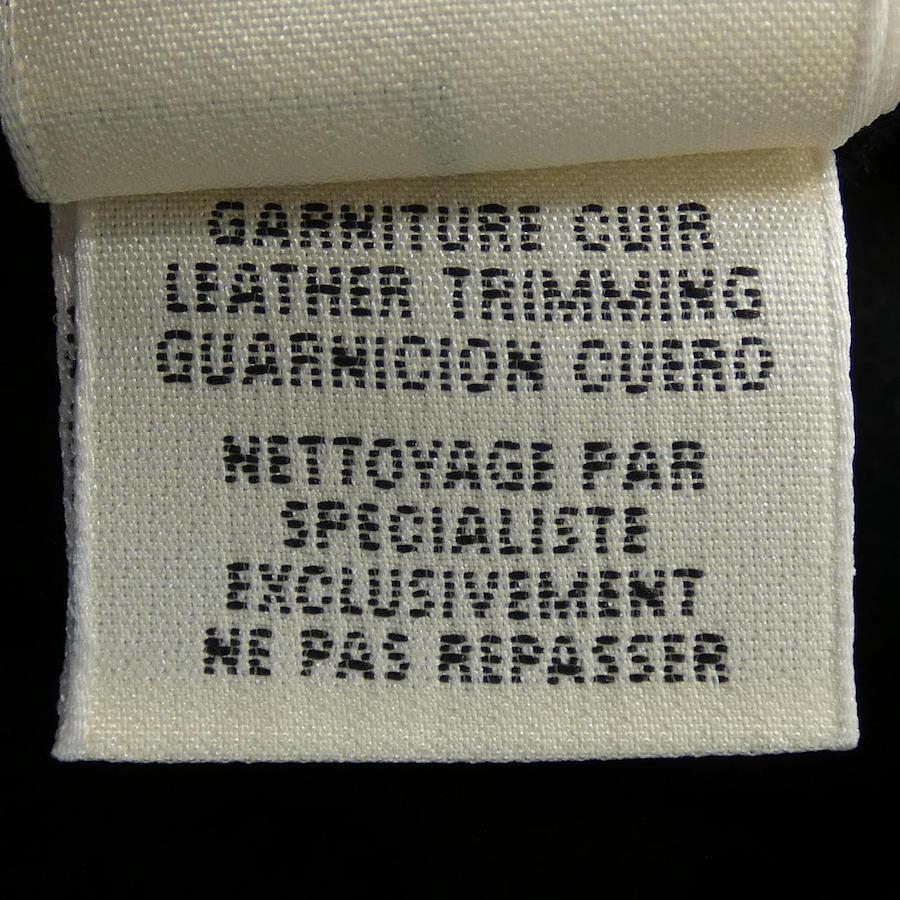 GARNITURE CUIR
LEATHER TRIMMING
GUARNICION CUERO
NETTOYAGE PAR
SPECIALISTE
EXCLUSIVEMENT
NE PAS REPASSER